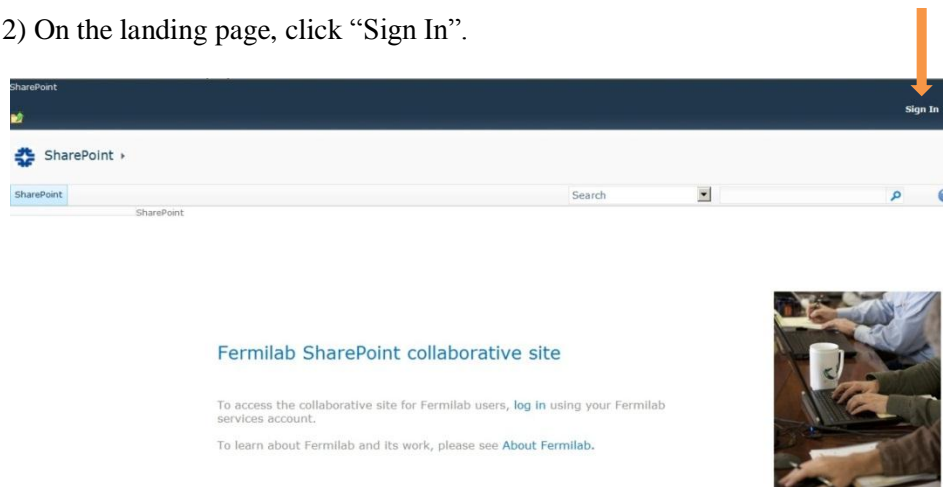 2) On the landing page, click “Sign In”.
SharePoint
Sign In
SharePoint ▸
SharePoint
Search
SharePoint
Fermilab SharePoint collaborative site
To access the collaborative site for Fermilab users, log in using your Fermilab
services account.
To learn about Fermilab and its work, please see About Fermilab.